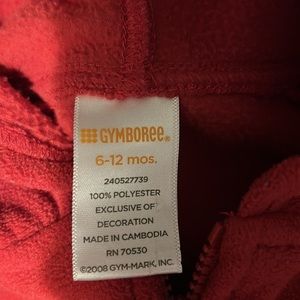 GYMBOREE®
6-12 mos.
240527739
100% POLYESTER
EXCLUSIVE OF
DECORATION
MADE IN CAMBODIA
RN 70530
©2008 GYM-MARK, INC.